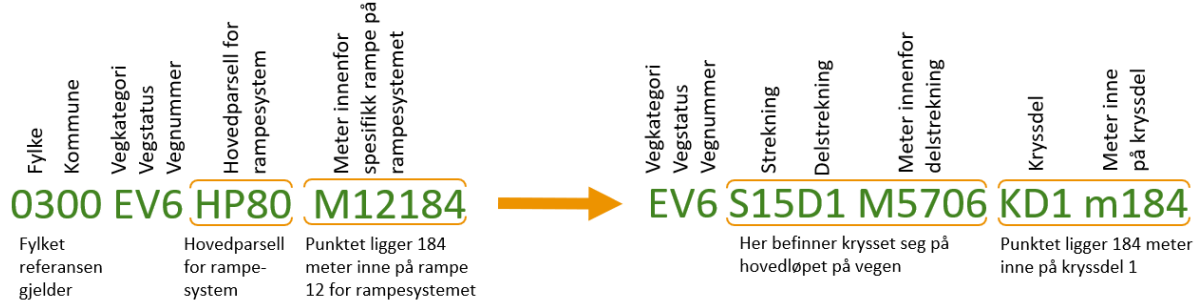 Fylke
Kommune
Vegkategori
Vegstatus
Vegnummer
Hovedparsell for
rampesystem
Meter innenfor
spesifikk rampe på
rampesystemet
0300 EV6 HP80 M12184
Fylket
referansen
gjelder
Hovedparsell
for rampe-
system
Punktet ligger 184
meter inne på rampe
12 for rampesystemet
Vegkategori
Vegstatus
Vegnummer
Strekning
Delstrekning
Meter innenfor
delstrekning
Kryssdel
Meter inne
på kryssdel
EV6 S15D1 M5706 KD1 m184
Her befinner krysset seg på
hovedløpet på vegen
Punktet ligger 184 meter
inne på kryssdel 1